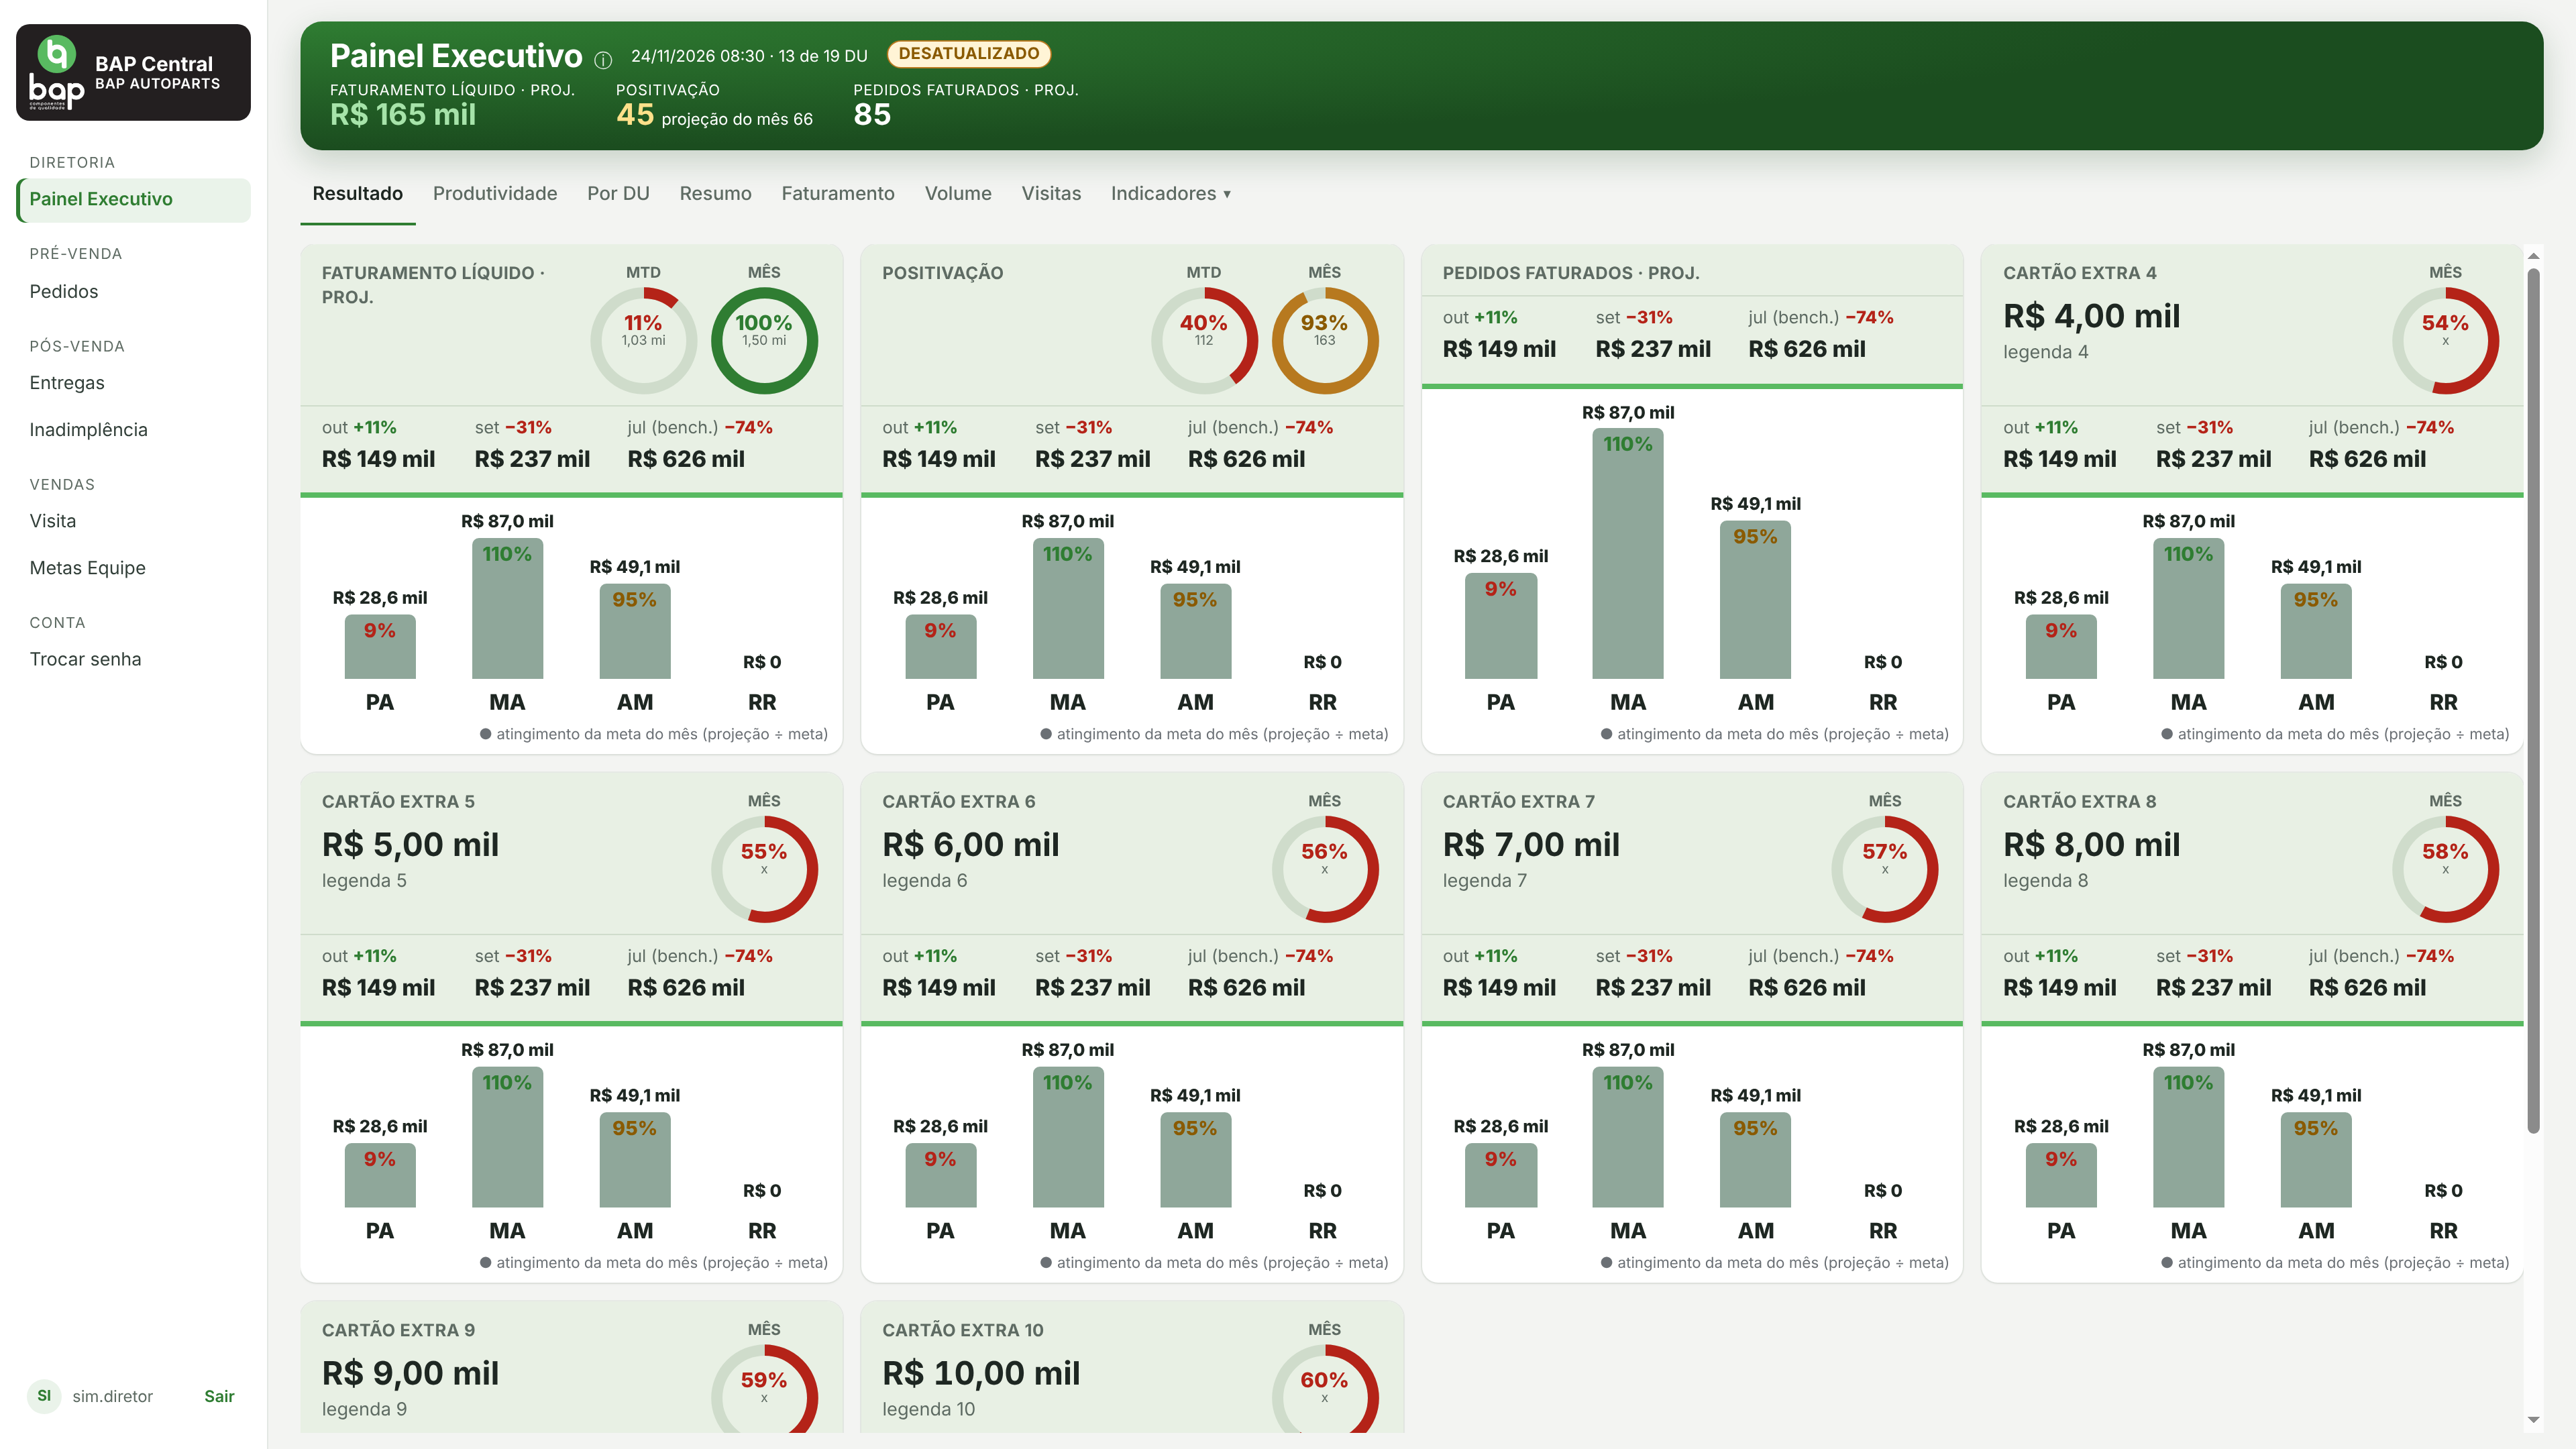 bap
componentes
de qualidade
BAP Central
BAP AUTOPARTS
DIRETORIA
Painel Executivo
PRÉ-VENDA
Pedidos
PÓS-VENDA
Entregas
Inadimplência
VENDAS
Visita
Metas Equipe
CONTA
Trocar senha
SI sim.diretor Sair
Painel Executivo ⓘ 24/11/2026 08:30 · 13 de 19 DU DESATUALIZADO
FATURAMENTO LÍQUIDO · PROJ. POSITIVAÇÃO PEDIDOS FATURADOS · PROJ.
R$ 165 mil 45 projeção do mês 66 85
Resultado Produtividade Por DU Resumo Faturamento Volume Visitas Indicadores ▾
FATURAMENTO LÍQUIDO ·
PROJ.
MTD MÊS
11% 100%
1,03 mi 1,50 mi
out +11% set −31% jul (bench.) −74%
R$ 149 mil R$ 237 mil R$ 626 mil
R$ 87,0 mil
110%
R$ 49,1 mil
R$ 28,6 mil 95%
9%
R$ 0
PA MA AM RR
atingimento da meta do mês (projeção ÷ meta)
POSITIVAÇÃO
MTD MÊS
40% 93%
112 163
out +11% set −31% jul (bench.) −74%
R$ 149 mil R$ 237 mil R$ 626 mil
R$ 87,0 mil
110%
R$ 49,1 mil
R$ 28,6 mil 95%
9%
R$ 0
PA MA AM RR
atingimento da meta do mês (projeção ÷ meta)
PEDIDOS FATURADOS · PROJ.
out +11% set −31% jul (bench.) −74%
R$ 149 mil R$ 237 mil R$ 626 mil
R$ 87,0 mil
110%
R$ 49,1 mil
95%
R$ 28,6 mil
9%
R$ 0
PA MA AM RR
atingimento da meta do mês (projeção ÷ meta)
CARTÃO EXTRA 4 MÊS
R$ 4,00 mil 54%
legenda 4 x
out +11% set −31% jul (bench.) −74%
R$ 149 mil R$ 237 mil R$ 626 mil
R$ 87,0 mil
110%
R$ 49,1 mil
R$ 28,6 mil 95%
9%
R$ 0
PA MA AM RR
atingimento da meta do mês (projeção ÷ meta)
CARTÃO EXTRA 5 MÊS
R$ 5,00 mil 55%
legenda 5 x
out +11% set −31% jul (bench.) −74%
R$ 149 mil R$ 237 mil R$ 626 mil
R$ 87,0 mil
110%
R$ 49,1 mil
R$ 28,6 mil 95%
9%
R$ 0
PA MA AM RR
atingimento da meta do mês (projeção ÷ meta)
CARTÃO EXTRA 6 MÊS
R$ 6,00 mil 56%
legenda 6 x
out +11% set −31% jul (bench.) −74%
R$ 149 mil R$ 237 mil R$ 626 mil
R$ 87,0 mil
110%
R$ 49,1 mil
R$ 28,6 mil 95%
9%
R$ 0
PA MA AM RR
atingimento da meta do mês (projeção ÷ meta)
CARTÃO EXTRA 7 MÊS
R$ 7,00 mil 57%
legenda 7 x
out +11% set −31% jul (bench.) −74%
R$ 149 mil R$ 237 mil R$ 626 mil
R$ 87,0 mil
110%
R$ 49,1 mil
R$ 28,6 mil 95%
9%
R$ 0
PA MA AM RR
atingimento da meta do mês (projeção ÷ meta)
CARTÃO EXTRA 8 MÊS
R$ 8,00 mil 58%
legenda 8 x
out +11% set −31% jul (bench.) −74%
R$ 149 mil R$ 237 mil R$ 626 mil
R$ 87,0 mil
110%
R$ 49,1 mil
R$ 28,6 mil 95%
9%
R$ 0
PA MA AM RR
atingimento da meta do mês (projeção ÷ meta)
CARTÃO EXTRA 9 MÊS
R$ 9,00 mil 59%
legenda 9 x
CARTÃO EXTRA 10 MÊS
R$ 10,00 mil 60%
legenda 10 x